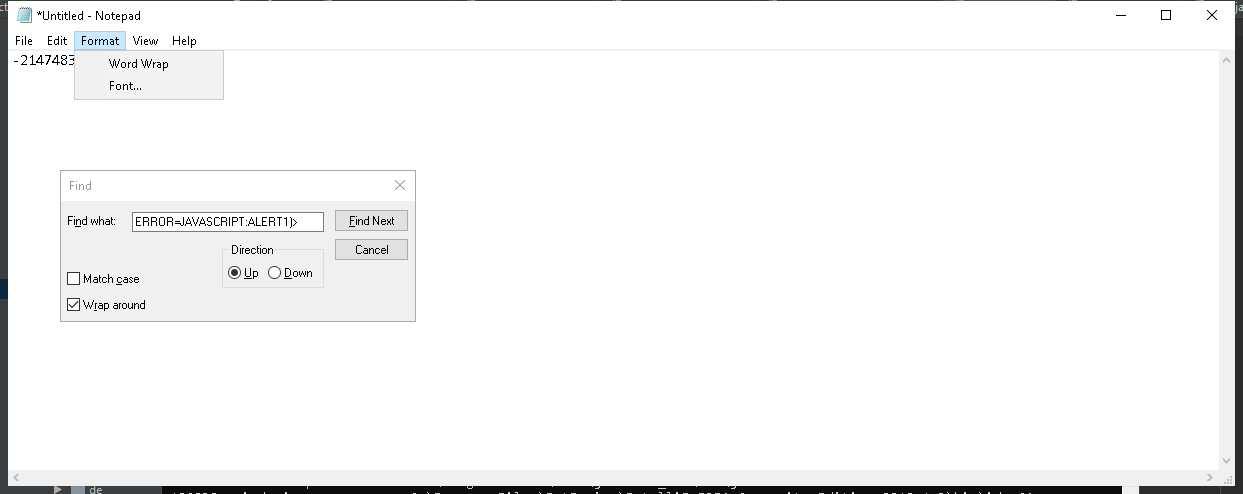 *Untitled - Notepad
File Edit Format View Help
-2147483
Word Wrap
Font...
Find
Find what: ERROR=JAVASCRIPT:ALERT1)> Find Next
Direction Cancel
Up Down
Match case
Wrap around
de